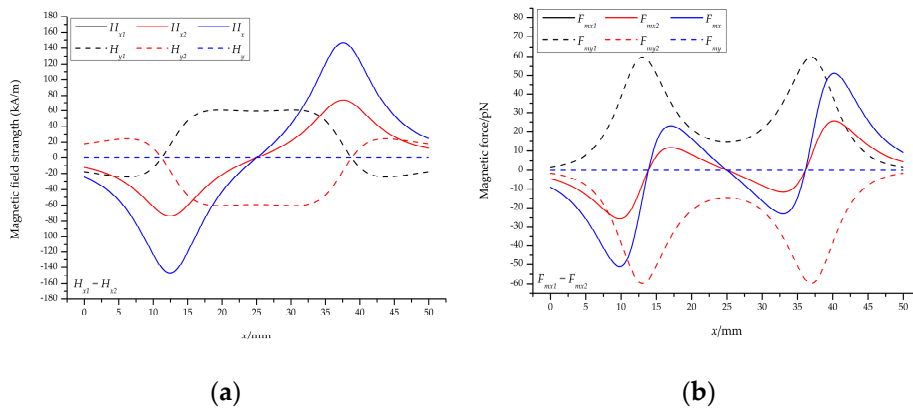 H_x1 H_x2 H_x
H_y1 H_y2 H_y
Magnetic field strangth (kA/m)
180
160
140
120
100
80
60
40
20
0
-20
-40
-60
-80
-100
-120
-140
-160
-180
H_x1 = H_x2
0 5 10 15 20 25 30 35 40 45 50
x/mm
(a)
F_mx1 F_mx2 F_mx
F_my1 F_my2 F_my
Magnetic force/pN
80
70
60
50
40
30
20
10
0
-10
-20
-30
-40
-50
-60
F_mx1 = F_mx2
0 5 10 15 20 25 30 35 40 45 50
x/mm
(b)